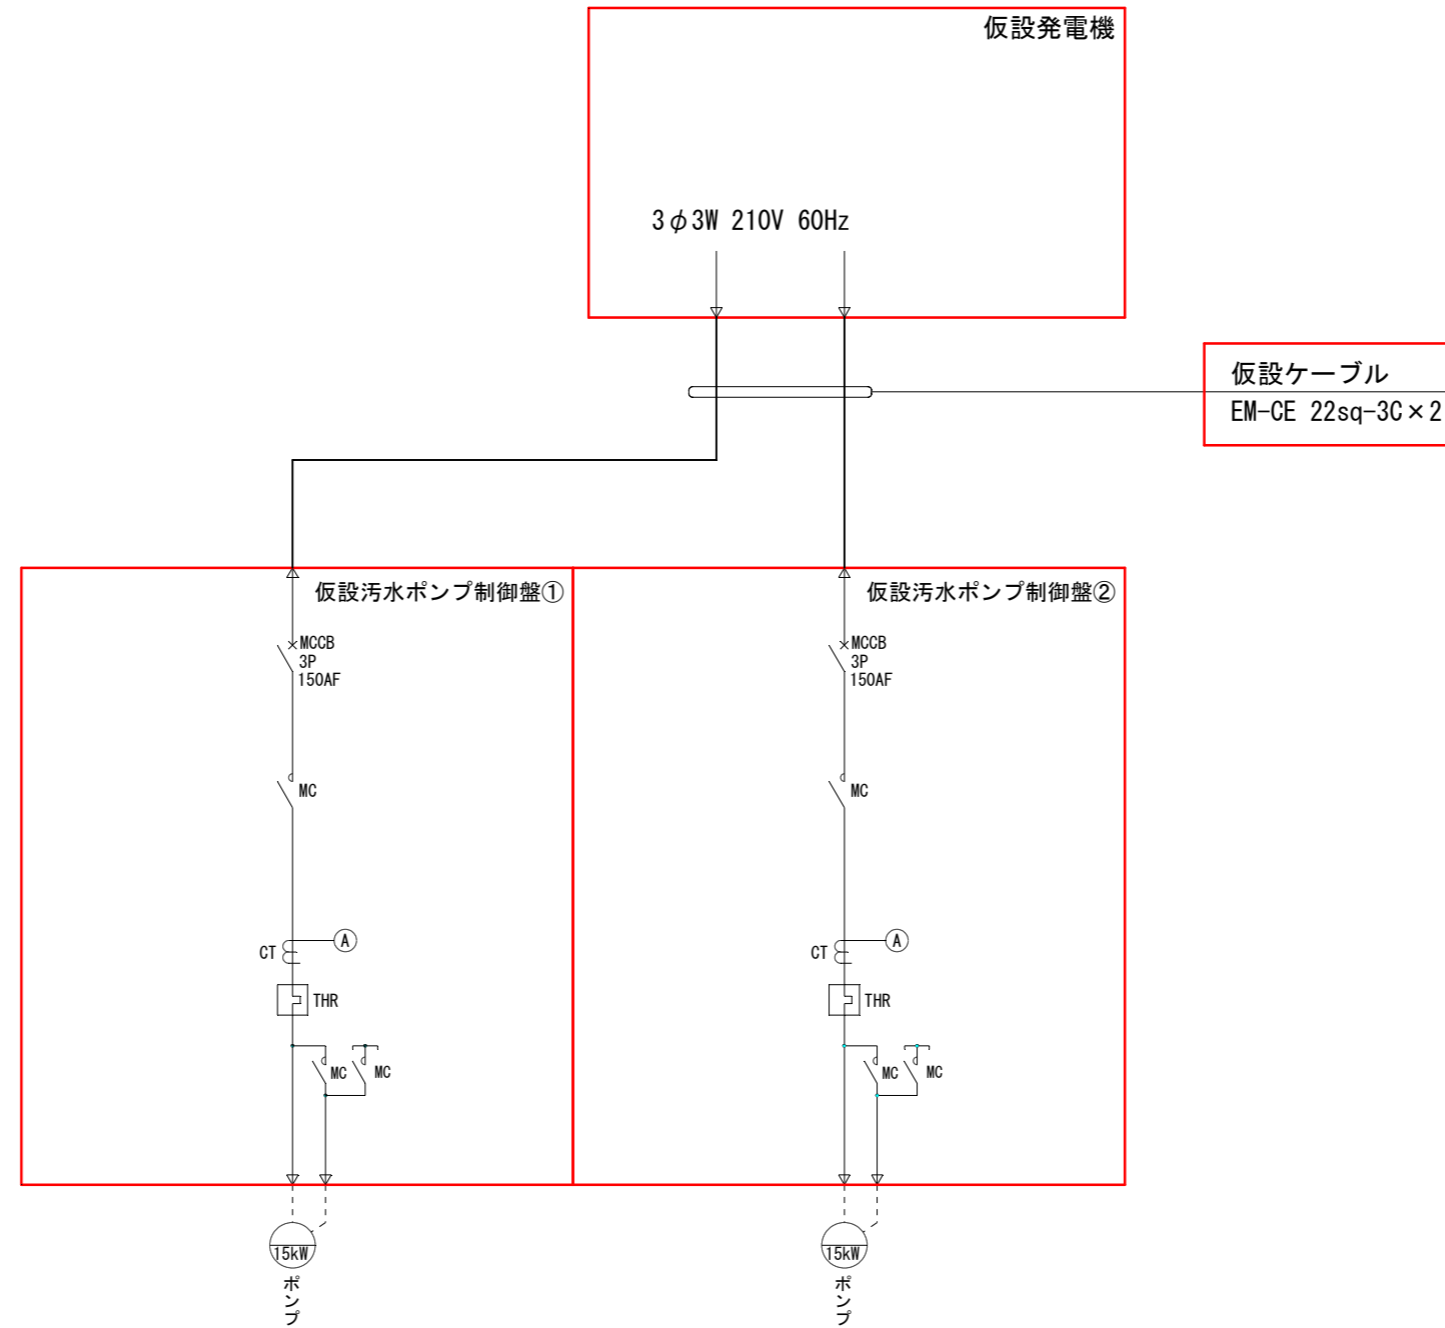 仮設発電機
3φ3W 210V 60Hz
仮設ケーブル
EM-CE 22sq-3C×2
仮設汚水ポンプ制御盤①
MCCB
3P
150AF
MC
CT
A
THR
MC
MC
15kW
ポンプ
仮設汚水ポンプ制御盤②
MCCB
3P
150AF
MC
CT
A
THR
MC
MC
15kW
ポンプ